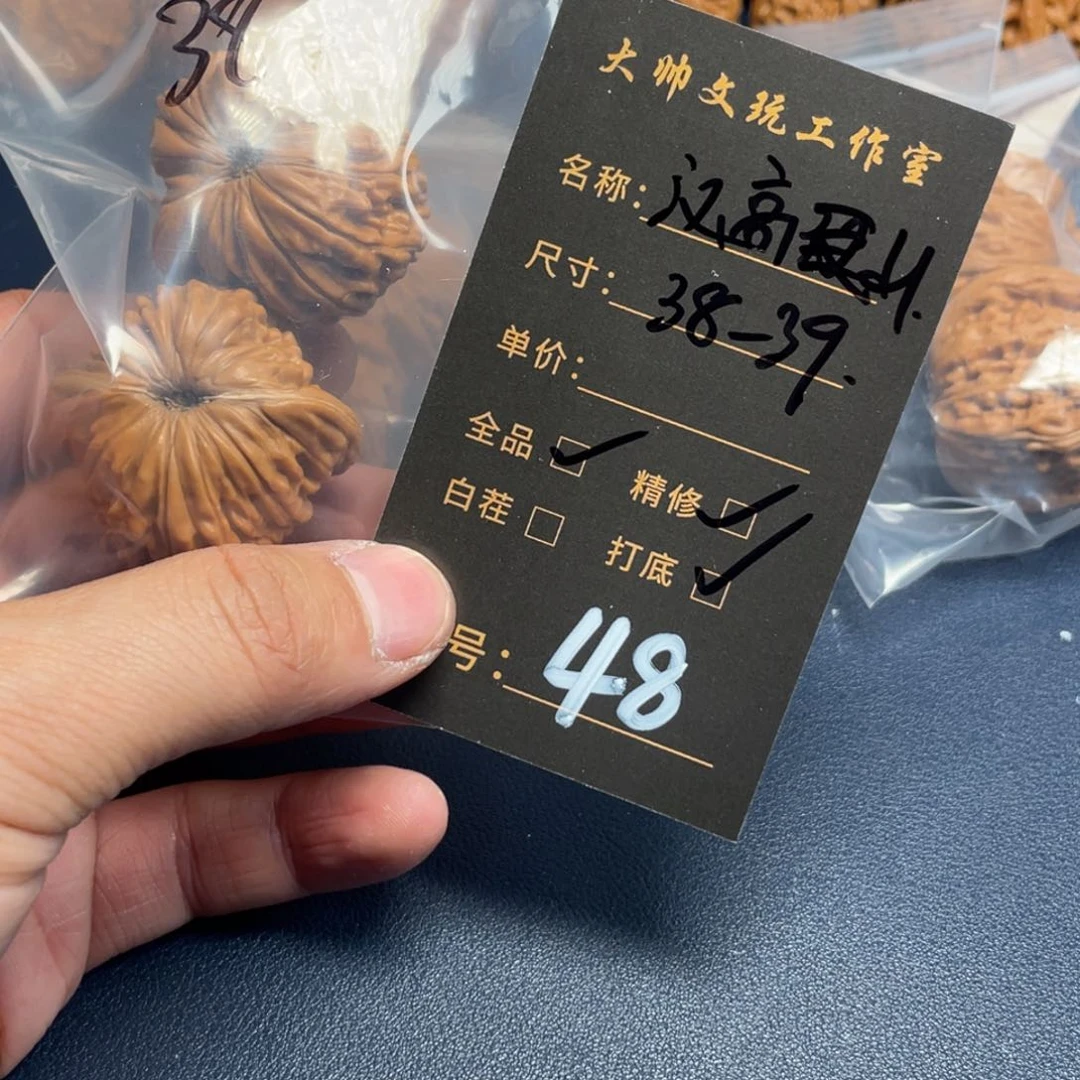 34
大帅文玩工作室
名称：汉高
尺寸：38-39.
单价：
全品 ✓ 精修 ✓
白茬 □ 打底 ✓
号：48